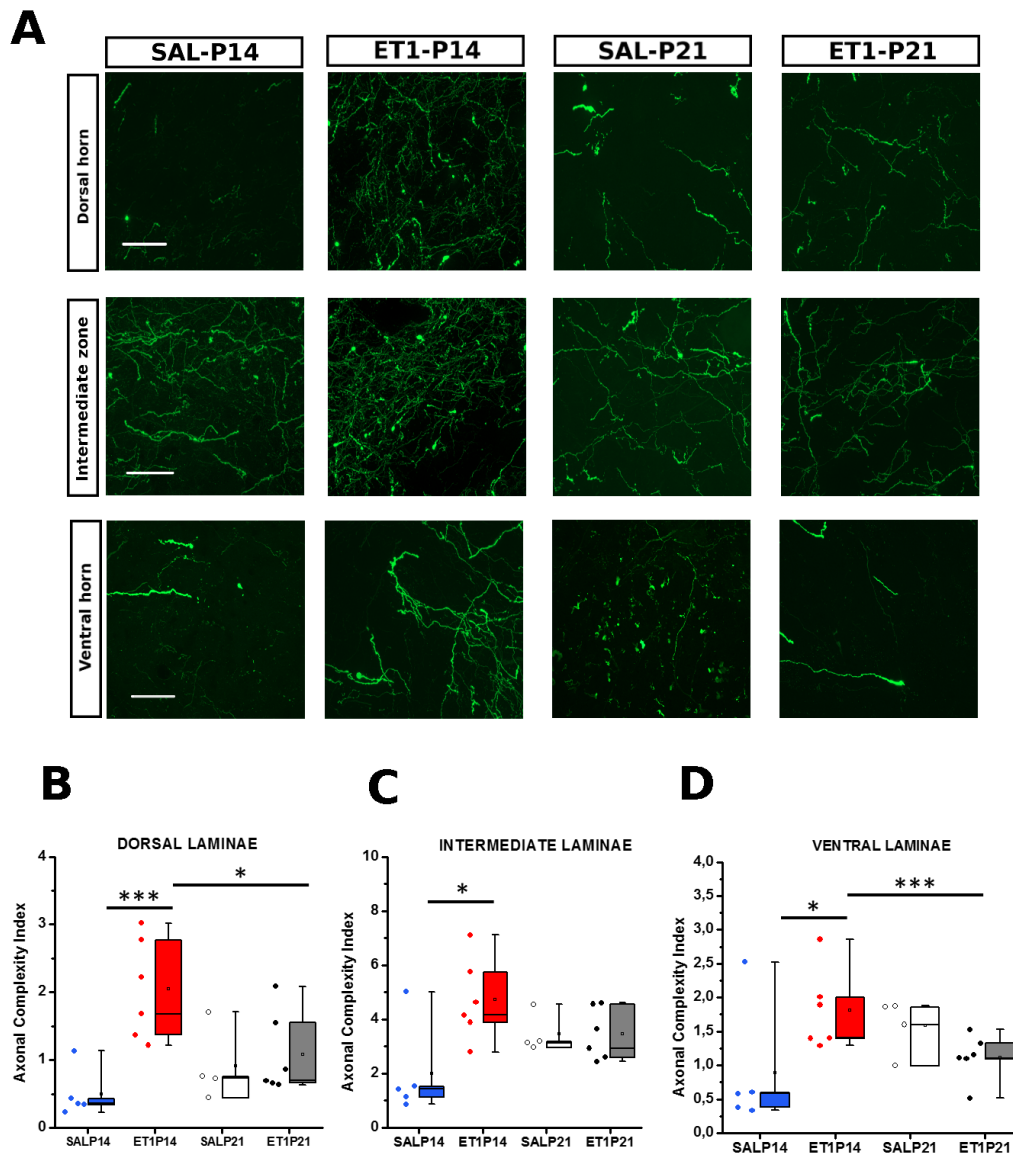 A
SAL-P14 ET1-P14 SAL-P21 ET1-P21
Dorsal horn
Intermediate zone
Ventral horn
B
C
D
DORSAL LAMINAE
Axonal Complexity Index
4
3
2
1
0
***
*
SALP14 ET1P14 SALP21 ET1P21
INTERMEDIATE LAMINAE
Axonal Complexity Index
10
8
6
4
2
0
*
SALP14 ET1P14 SALP21 ET1P21
VENTRAL LAMINAE
Axonal Complexity Index
4,0
3,5
3,0
2,5
2,0
1,5
1,0
0,5
0,0
*
***
SALP14 ET1P14 SALP21 ET1P21